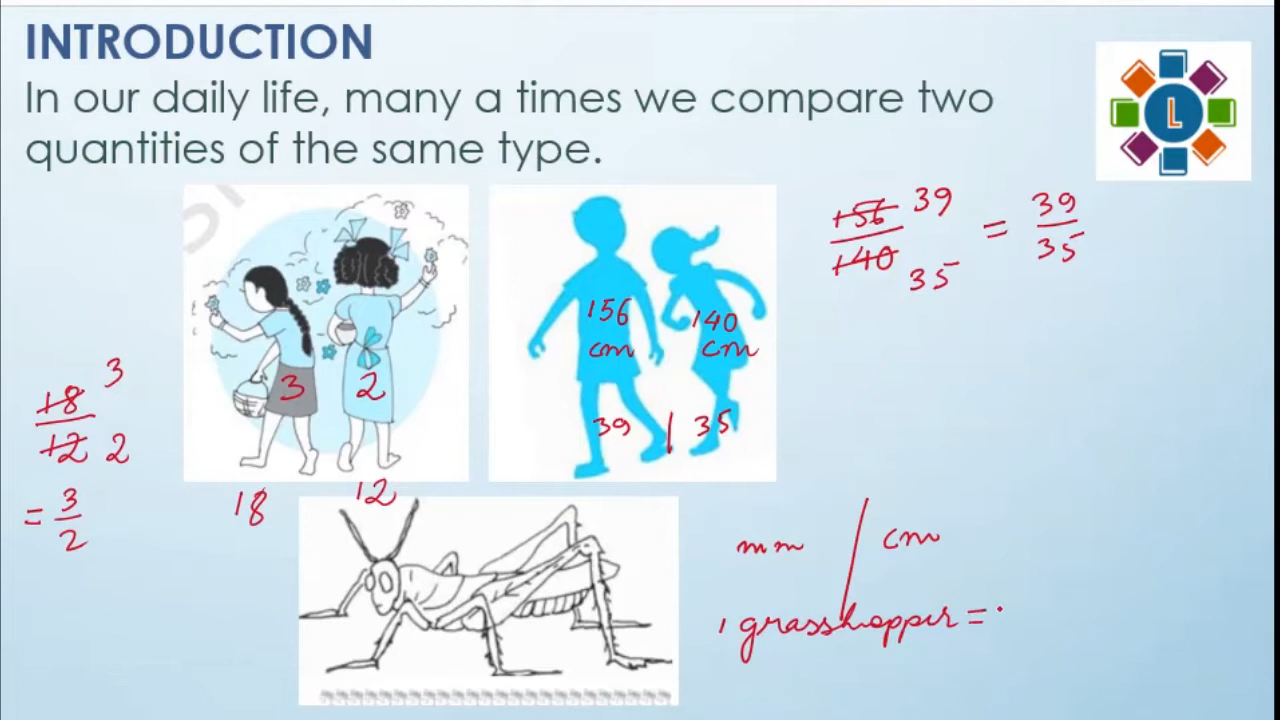 INTRODUCTION
In our daily life, many a times we compare two
quantities of the same type.
L
156 39
140 35
= 39
35
156
cm
140
cm
39 / 35
3 2
18 3
12 2
= 3
2
18 12
mm / cm
1 grasshopper =